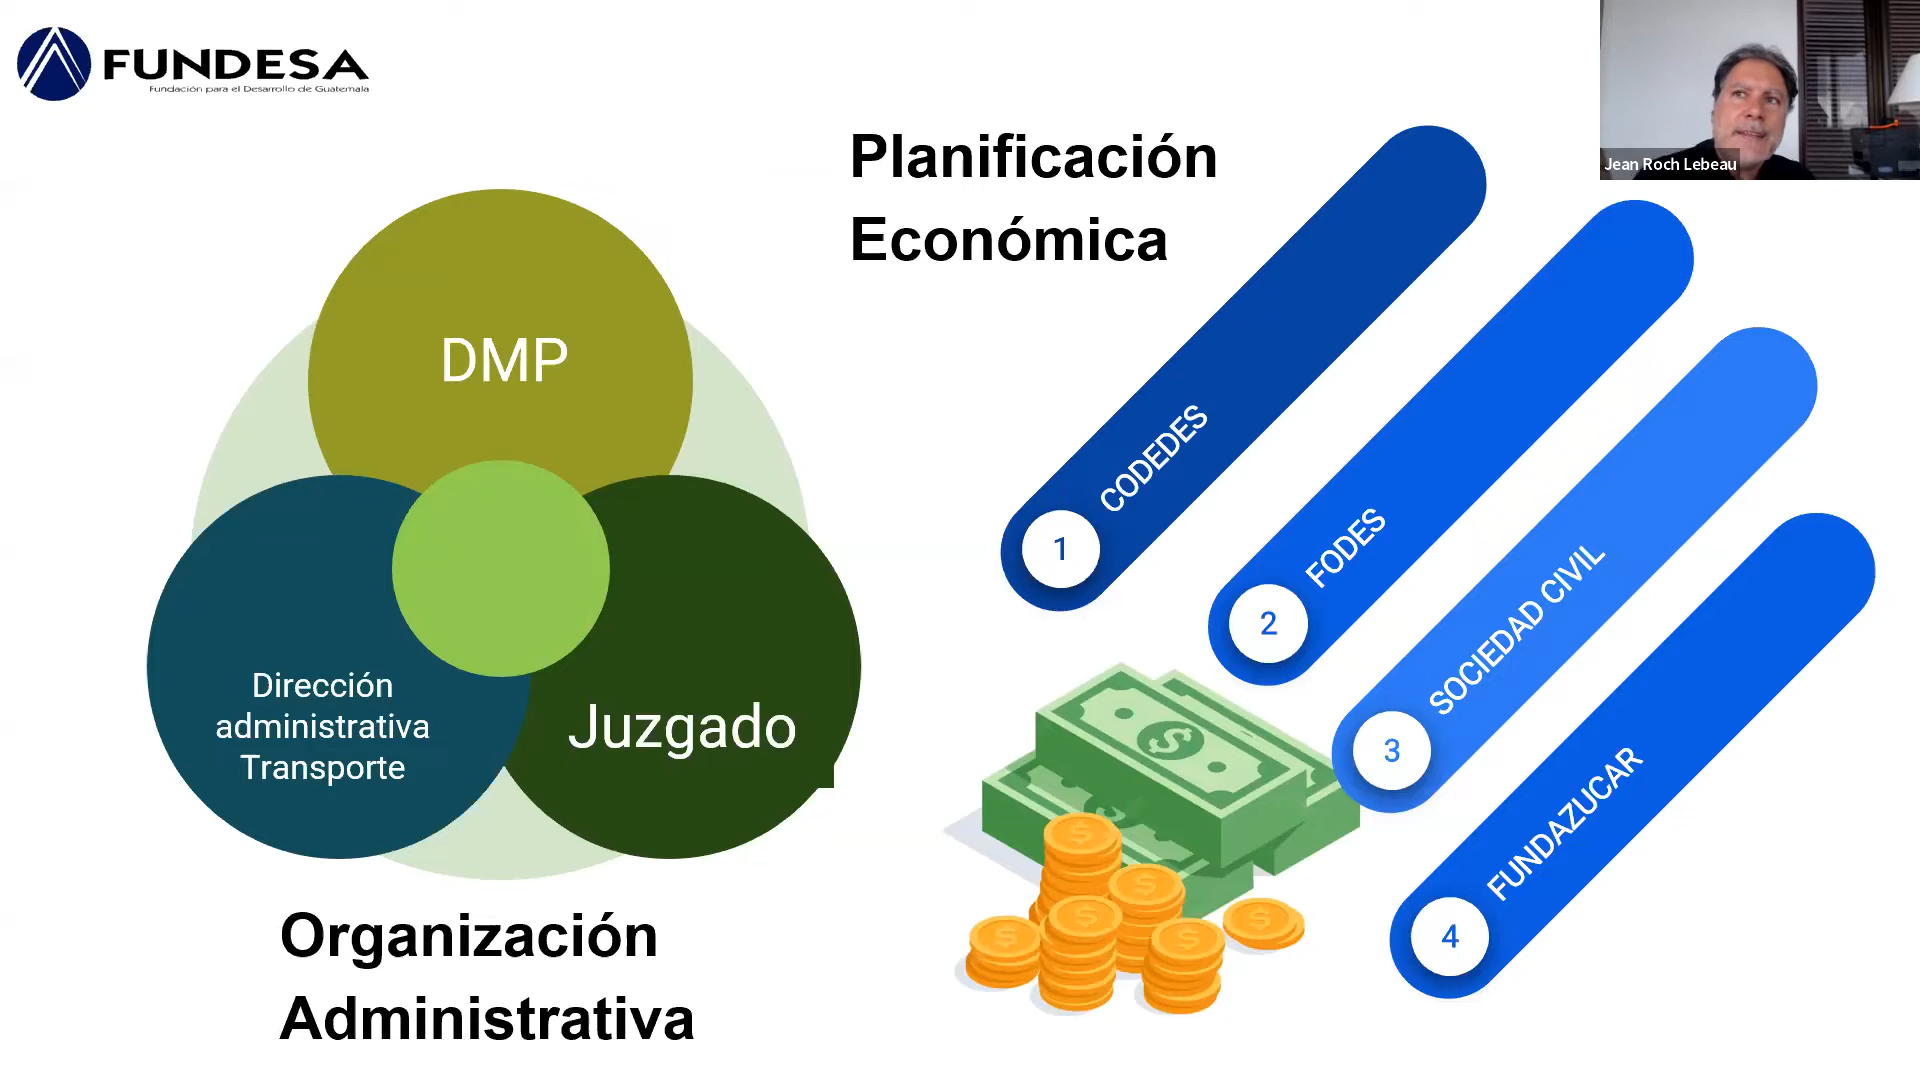 FUNDESA
Fundación para el Desarrollo de Guatemala
Jean Roch Lebeau
DMP
Dirección
administrativa
Transporte
Juzgado
Organización
Administrativa
Planificación
Económica
1
CODEDES
2
FODES
3
SOCIEDAD CIVIL
4
FUNDAZUCAR